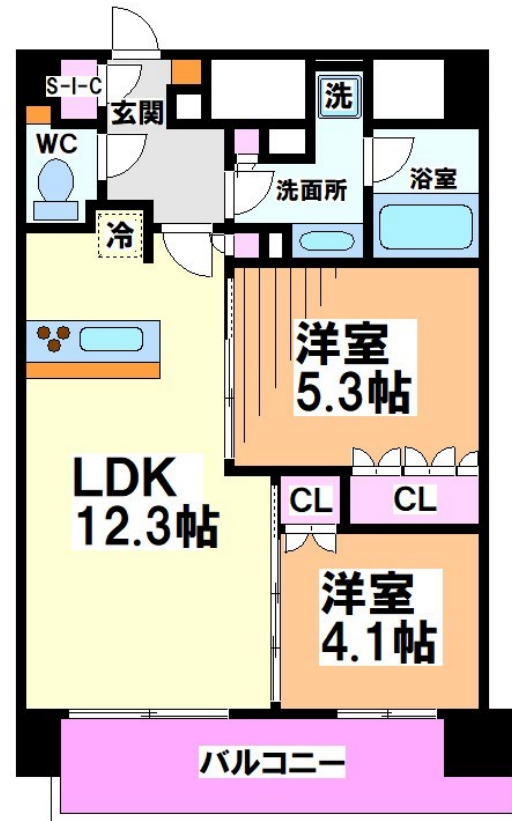 S-I-C
玄関
洗
WC
洗面所
浴室
冷
洋室
5.3帖
LDK
12.3帖
CL
CL
洋室
4.1帖
バルコニー